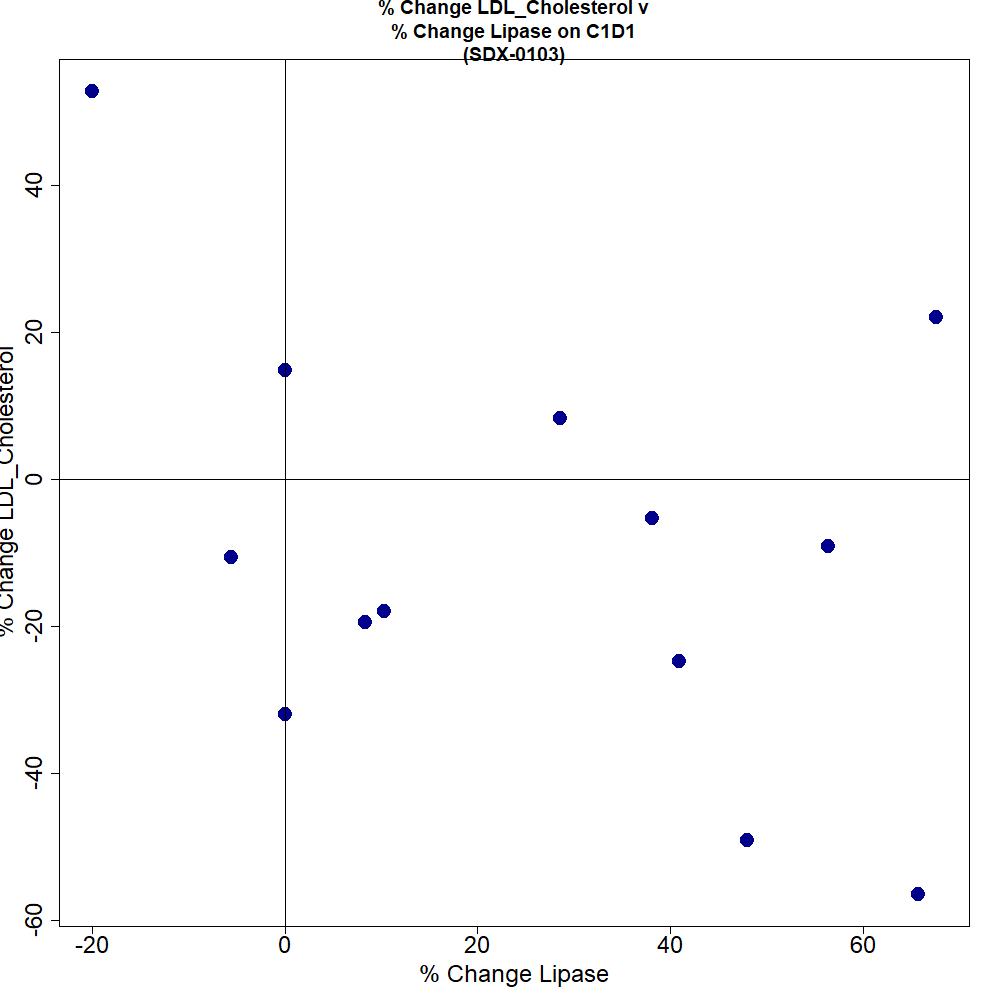 % Change LDL_Cholesterol v
% Change Lipase on C1D1
(SDX-0103)
% Change LDL_Cholesterol
40
20
0
-20
-40
-60
-20 0 20 40 60
% Change Lipase